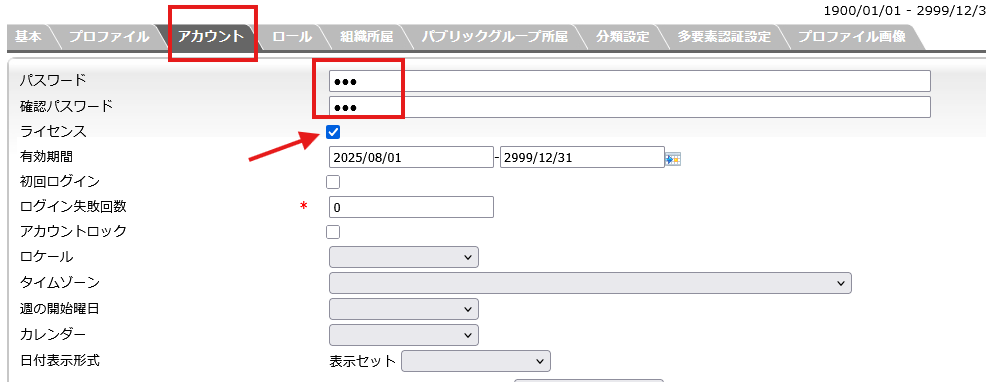 1900/01/01 - 2999/12/3
基本 プロファイル アカウント ロール 組織所属 パブリックグループ所属 分類設定 多要素認証設定 プロファイル画像
パスワード ●●●
確認パスワード ●●●
ライセンス
有効期間 2025/08/01 - 2999/12/31
初回ログイン
ログイン失敗回数 * 0
アカウントロック
ロケール
タイムゾーン
週の開始曜日
カレンダー
日付表示形式 表示セット